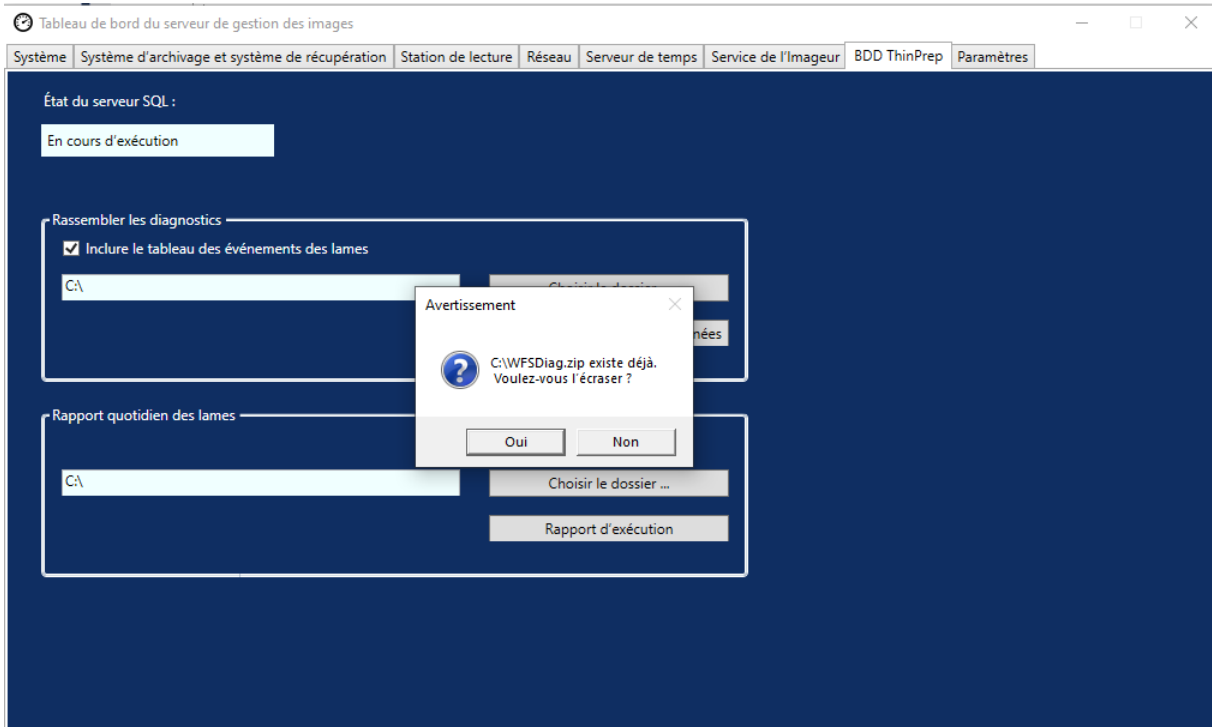 Tableau de bord du serveur de gestion des images
Système Système d'archivage et système de récupération Station de lecture Réseau Serveur de temps Service de l'Imageur BDD ThinPrep Paramètres
État du serveur SQL :
En cours d'exécution
Rassembler les diagnostics
Inclure le tableau des événements des lames
C:\
Avertissement
C:\WFSDiag.zip existe déjà.
Voulez-vous l'écraser ?
Oui Non
Rapport quotidien des lames
C:\
Choisir le dossier ...
Rapport d'exécution